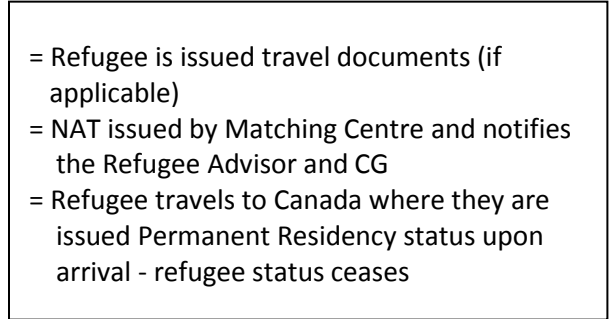 = Refugee is issued travel documents (if
applicable)
= NAT issued by Matching Centre and notifies
the Refugee Advisor and CG
= Refugee travels to Canada where they are
issued Permanent Residency status upon
arrival - refugee status ceases